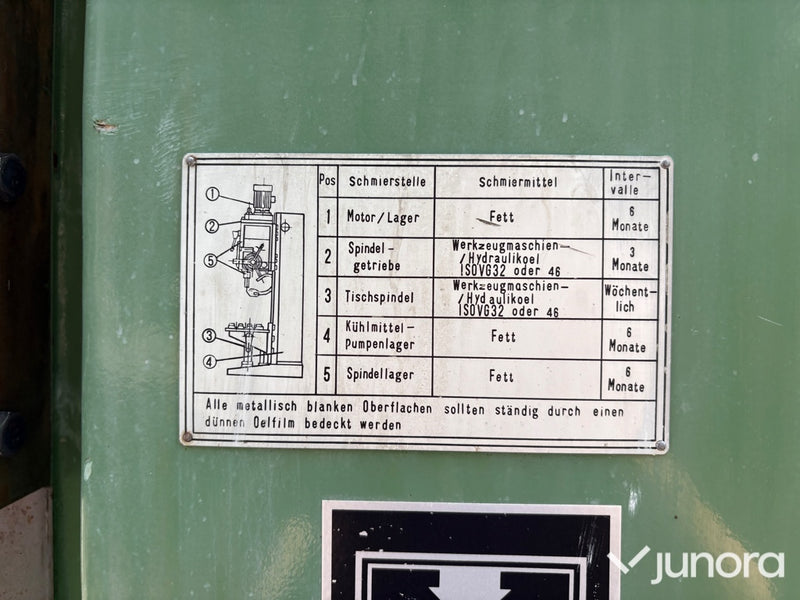 Pos Schmierstelle Schmiermittel Inter-
valle
1 Motor/Lager Fett 6
Monate
2 Spindel-
getriebe Werkzeugmaschien-
/Hydraulikoel
ISOVG32 oder 46 3
Monate
3 Tischspindel Werkzeugmaschien-
/Hydaulikoel
ISOVG32 oder 46 Wöchent-
lich
4 Kühlmittel-
Pumpenlager Fett 6
Monate
5 Spindellager Fett 6
Monate
1
2
5
3
4
Alle metallisch blanken Oberflachen sollten ständig durch einen
dünnen Oelfilm bedeckt werden
junora